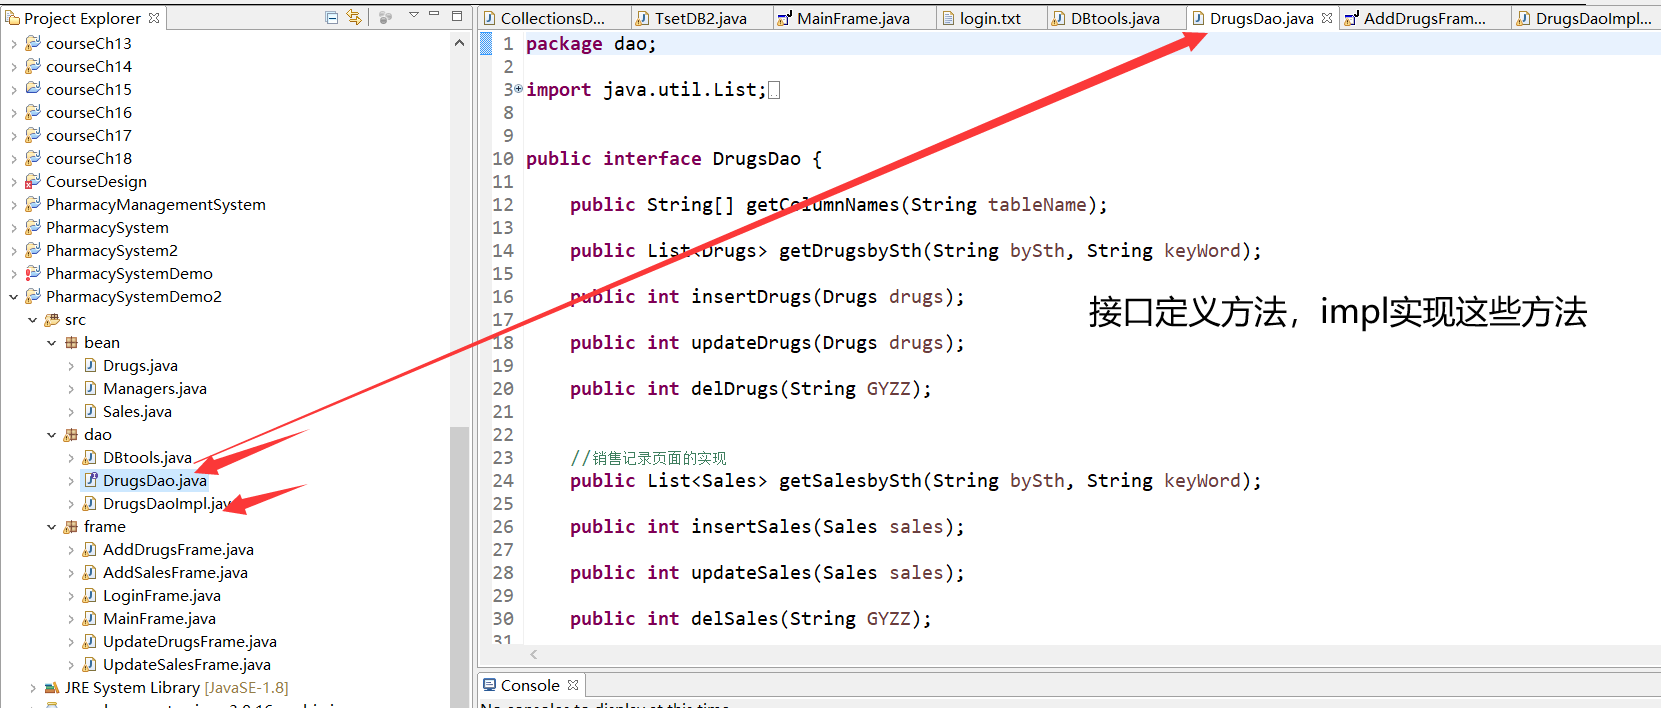 Project Explorer
courseCh13
courseCh14
courseCh15
courseCh16
courseCh17
courseCh18
CourseDesign
PharmacyManagementSystem
PharmacySystem
PharmacySystem2
PharmacySystemDemo
PharmacySystemDemo2
src
bean
Drugs.java
Managers.java
Sales.java
dao
DBtools.java
DrugsDao.java
DrugsDaoImpl.jav
frame
AddDrugsFrame.java
AddSalesFrame.java
LoginFrame.java
MainFrame.java
UpdateDrugsFrame.java
UpdateSalesFrame.java
JRE System Library [JavaSE-1.8]
CollectionsD... TsetDB2.java MainFrame.java login.txt DBtools.java DrugsDao.java AddDrugsFram... DrugsDaoImpl...
1 package dao;
2
3 import java.util.List;
8
9
10 public interface DrugsDao {
11
12 public String[] getColumnNames(String tableName);
13
14 public List<Drugs> getDrugsbySth(String bySth, String keyWord);
15
16 public int insertDrugs(Drugs drugs);
17
18 public int updateDrugs(Drugs drugs);
19
20 public int delDrugs(String GYZZ);
21
22
23 //销售记录页面的实现
24 public List<Sales> getSalesbySth(String bySth, String keyWord);
25
26 public int insertSales(Sales sales);
27
28 public int updateSales(Sales sales);
29
30 public int delSales(String GYZZ);
31
接口定义方法，impl实现这些方法
Console
No consoles to display at this time.